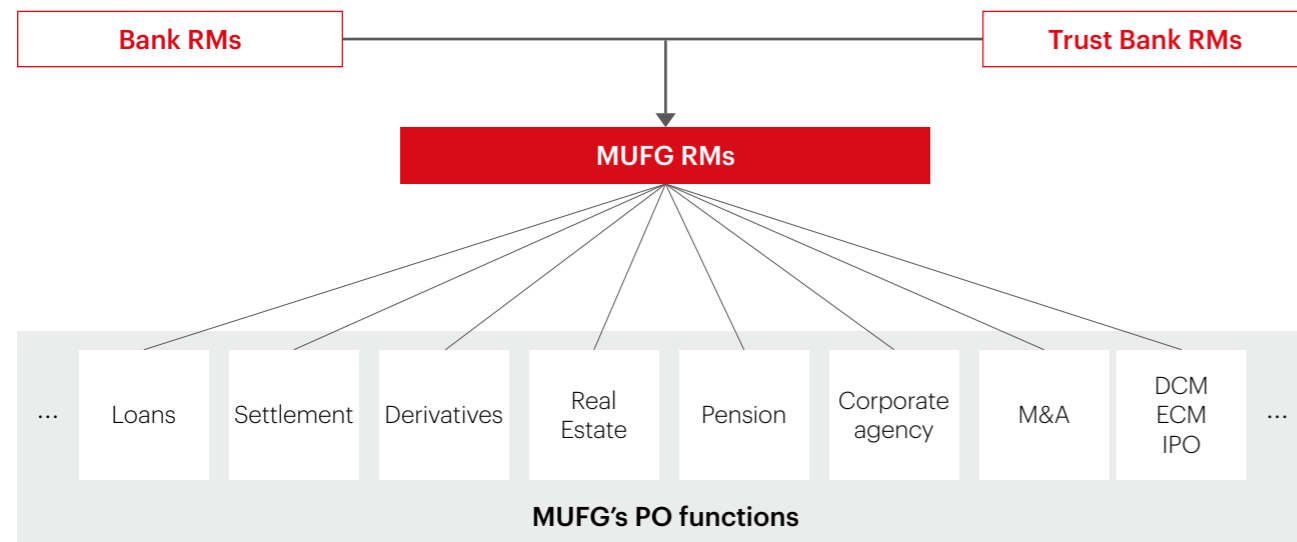 Bank RMs
Trust Bank RMs
MUFG RMs
...
Loans
Settlement
Derivatives
Real
Estate
Pension
Corporate
agency
M&A
DCM
ECM
IPO
...
MUFG’s PO functions